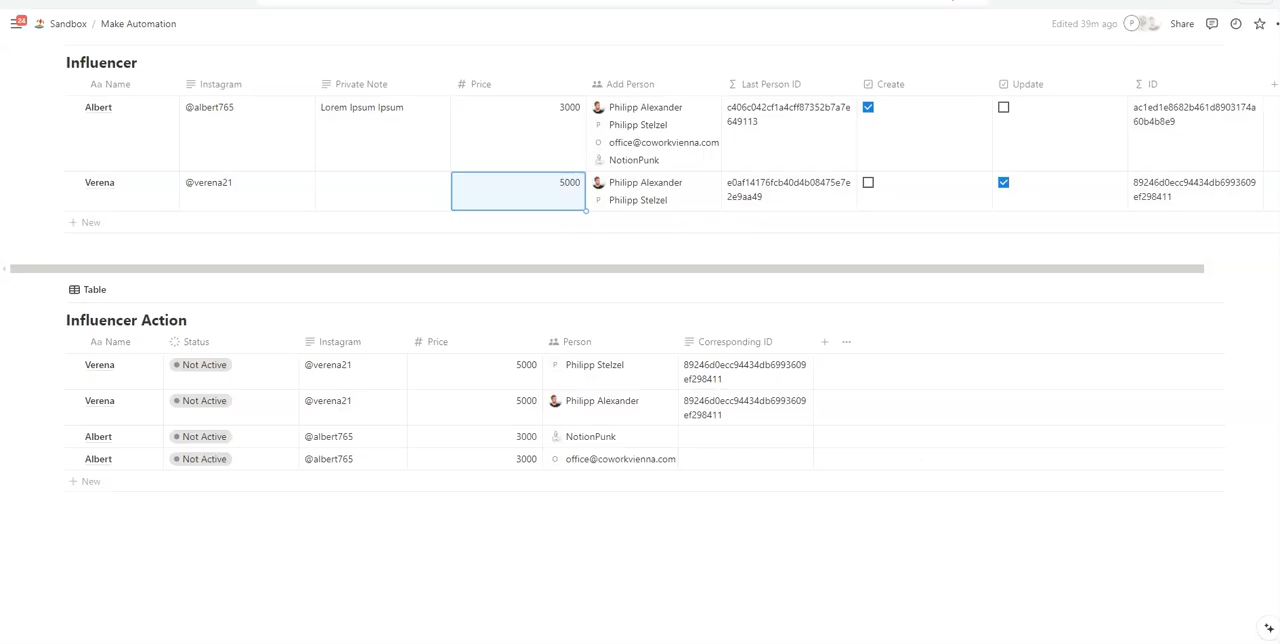 24 Sandbox / Make Automation Edited 39m ago P Share
Influencer
Aa Name Instagram Private Note # Price Add Person Σ Last Person ID Create Update Σ ID
Albert @albert765 Lorem Ipsum Ipsum 3000 Philipp Alexander c406c042cf1a4cff87352b7a7e ac1ed1e8682b461d8903174a
P Philipp Stelzel 649113 60b4b8e9
O office@coworkvienna.com
NotionPunk
Verena @verena21 5000 Philipp Alexander e0af14176fcb40d4b08475e7e 89246d0ecc94434db6993609
P Philipp Stelzel 2e9aa49 ef298411
+ New
Table
Influencer Action
Aa Name Status Instagram # Price Person Corresponding ID + ...
Verena Not Active @verena21 5000 P Philipp Stelzel 89246d0ecc94434db6993609
ef298411
Verena Not Active @verena21 5000 Philipp Alexander 89246d0ecc94434db6993609
ef298411
Albert Not Active @albert765 3000 NotionPunk
Albert Not Active @albert765 3000 O office@coworkvienna.com
+ New